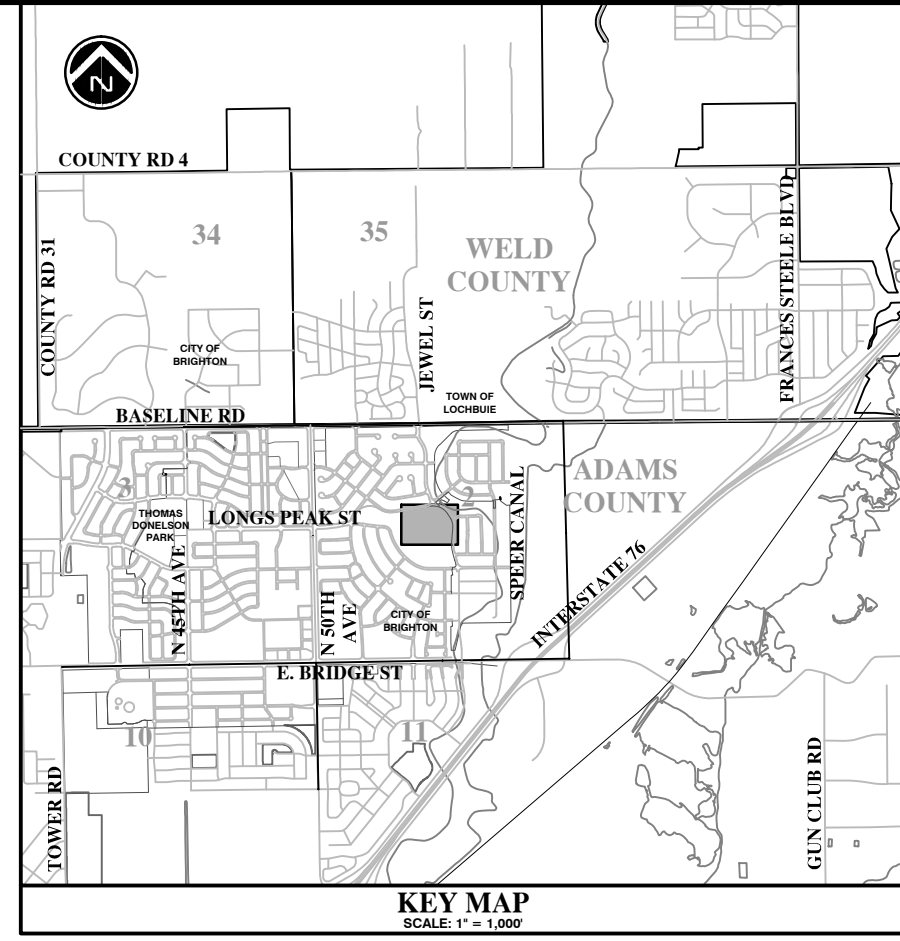 N
COUNTY RD 4
34
35
WELD
COUNTY
COUNTY RD 31
FRANCES STEELE BLVD
JEWEL ST
CITY OF
BRIGHTON
TOWN OF
LOCHBUIE
BASELINE RD
ADAMS
COUNTY
3
2
THOMAS
DONELSON
PARK
LONGS PEAK ST
SPEER CANAL
N 45TH AVE
N 50TH
AVE
CITY OF
BRIGHTON
INTERSTATE 76
E. BRIDGE ST
10
11
TOWER RD
GUN CLUB RD
KEY MAP
SCALE: 1" = 1,000'